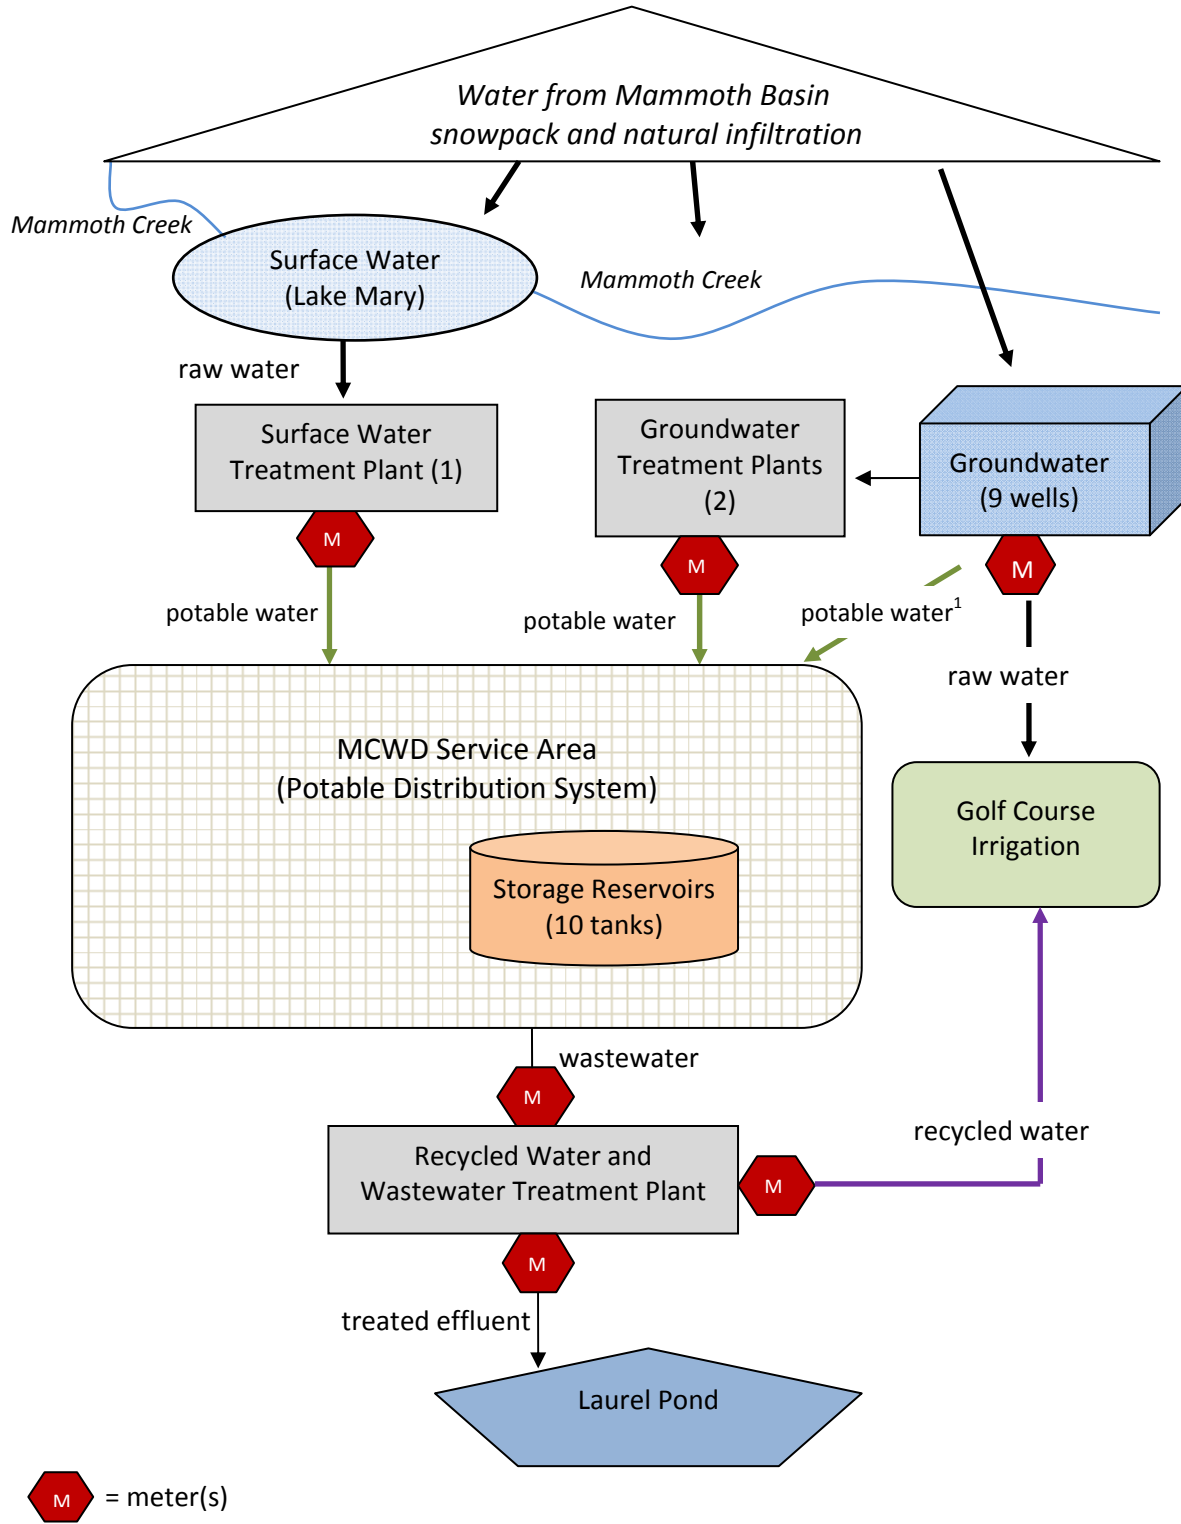 Water from Mammoth Basin
snowpack and natural infiltration
Mammoth Creek
Surface Water
(Lake Mary)
Mammoth Creek
raw water
Surface Water
Treatment Plant (1)
Groundwater
Treatment Plants
(2)
Groundwater
(9 wells)
M
M
M
potable water
potable water
potable water¹
raw water
MCWD Service Area
(Potable Distribution System)
Storage Reservoirs
(10 tanks)
Golf Course
Irrigation
wastewater
M
Recycled Water and
Wastewater Treatment Plant
M
recycled water
M
treated effluent
Laurel Pond
M = meter(s)